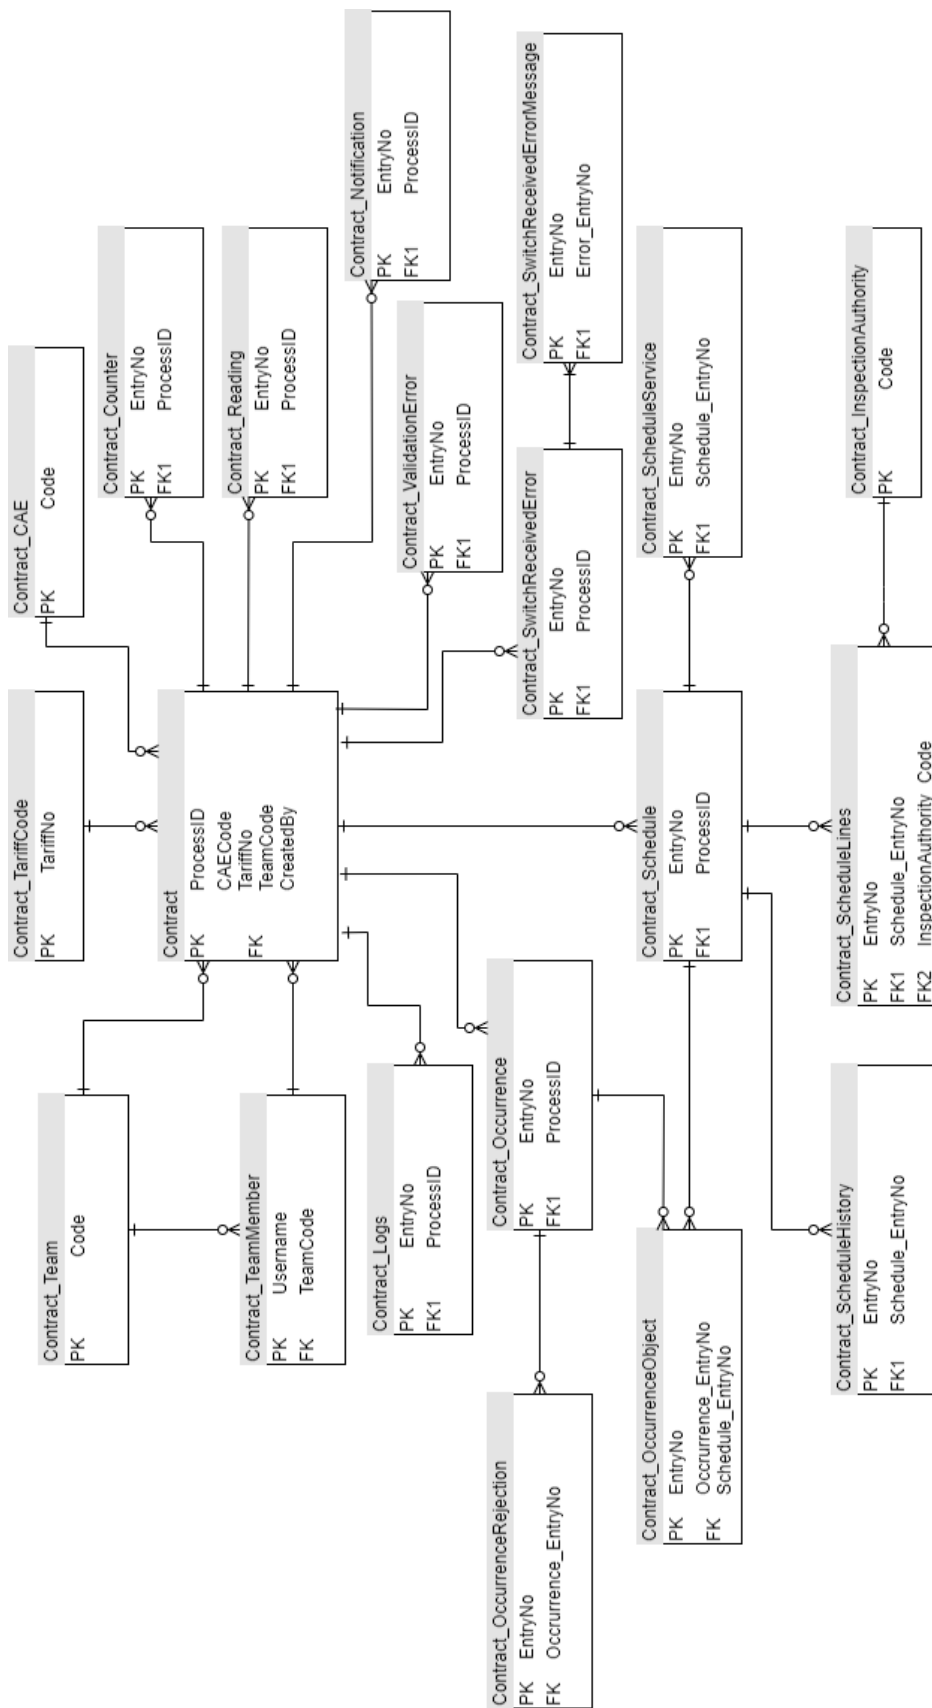 Contract_Team
PK Code
Contract_TariffCode
PK TariffNo
Contract_CAE
PK Code
Contract_TeamMember
PK Username
FK TeamCode
Contract
PK ProcessID
CAECode
TariffNo
FK
TeamCode
CreatedBy
Contract_Counter
PK EntryNo
FK1 ProcessID
Contract_Reading
PK EntryNo
FK1 ProcessID
Contract_Notification
PK EntryNo
FK1 ProcessID
Contract_Logs
PK EntryNo
FK1 ProcessID
Contract_ValidationError
PK EntryNo
FK1 ProcessID
Contract_OccurrenceRejection
PK EntryNo
FK Occrurrence_EntryNo
Contract_Occurrence
PK EntryNo
FK1 ProcessID
Contract_SwitchReceivedError
PK EntryNo
FK1 ProcessID
Contract_SwitchReceivedErrorMessage
PK EntryNo
FK1 Error_EntryNo
Contract_OccurrenceObject
PK EntryNo
Occrurrence_EntryNo
FK
Schedule_EntryNo
Contract_Schedule
PK EntryNo
FK1 ProcessID
Contract_ScheduleService
PK EntryNo
FK1 Schedule_EntryNo
Contract_ScheduleHistory
PK EntryNo
FK1 Schedule_EntryNo
Contract_ScheduleLines
PK EntryNo
FK1 Schedule_EntryNo
FK2 InspectionAuthority_Code
Contract_InspectionAuthority
PK Code